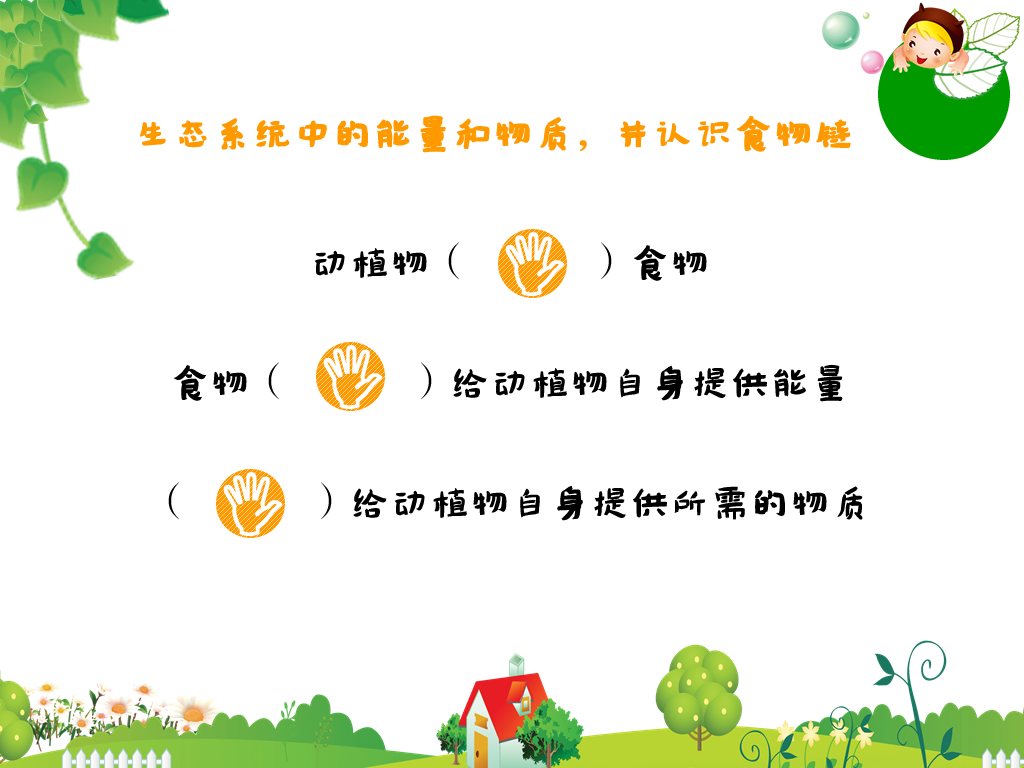 生态系统中的能量和物质，并认识食物链
动植物（ ）食物
食物（ ）给动植物自身提供能量
（ ）给动植物自身提供所需的物质